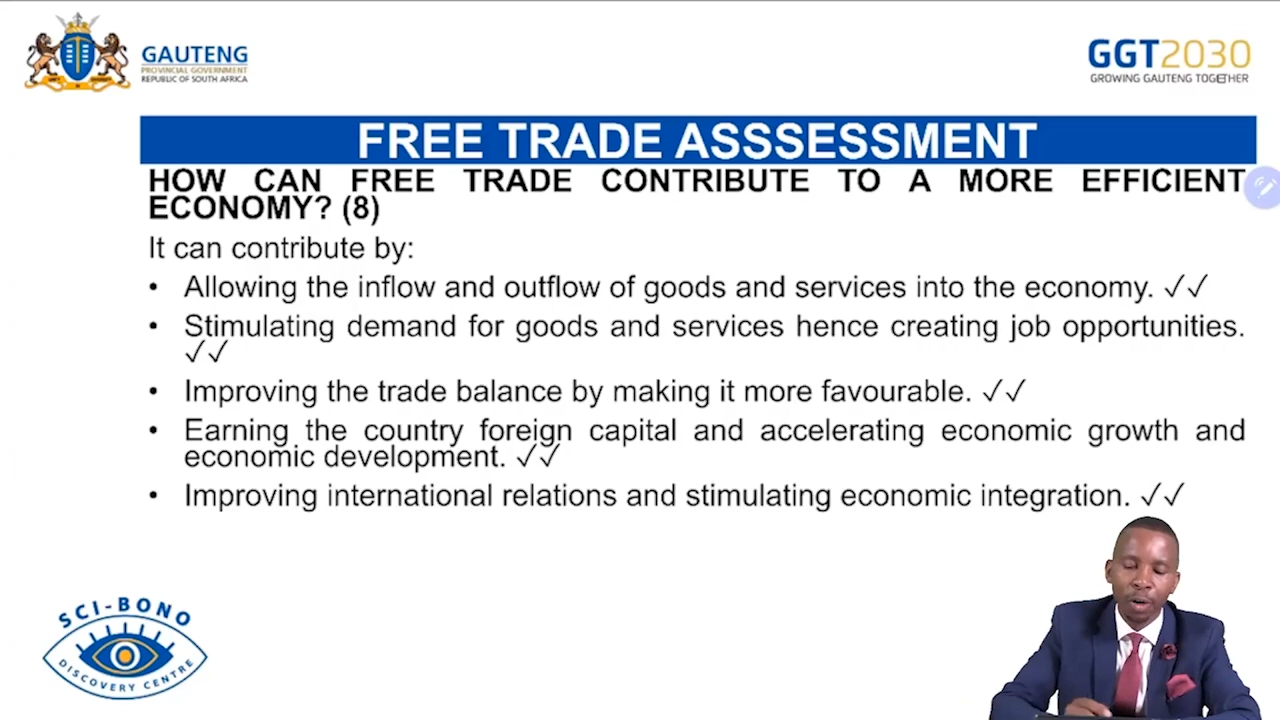 GAUTENG
PROVINCIAL GOVERNMENT
REPUBLIC OF SOUTH AFRICA
GGT2030
GROWING GAUTENG TOGETHER
FREE TRADE ASSSESSMENT
HOW CAN FREE TRADE CONTRIBUTE TO A MORE EFFICIENT
ECONOMY? (8)
It can contribute by:
• Allowing the inflow and outflow of goods and services into the economy. ✓✓
• Stimulating demand for goods and services hence creating job opportunities.
✓✓
• Improving the trade balance by making it more favourable. ✓✓
• Earning the country foreign capital and accelerating economic growth and
economic development. ✓✓
• Improving international relations and stimulating economic integration. ✓✓
SCI-BONO
DISCOVERY CENTRE